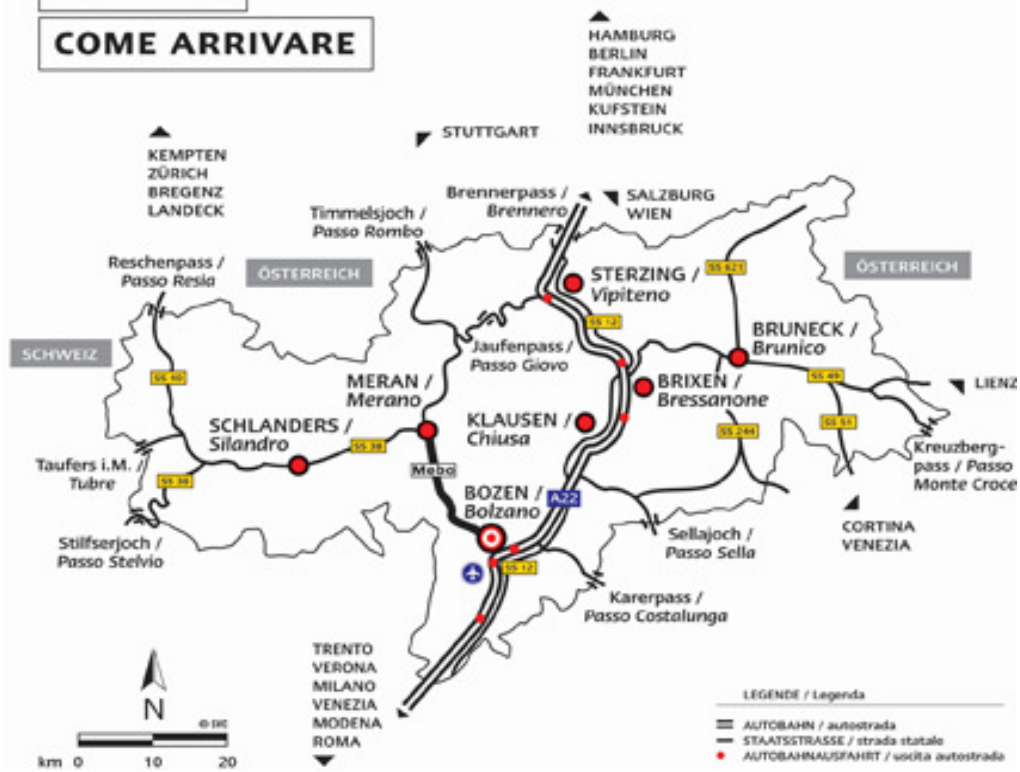 COME ARRIVARE
HAMBURG
BERLIN
FRANKFURT
MÜNCHEN
KUFSTEIN
INNSBRUCK
STUTTGART
KEMPTEN
ZÜRICH
BREGENZ
LANDECK
Brennerpass /
Brennero
SALZBURG
WIEN
Timmelsjoch /
Passo Rombo
Reschenpass /
Passo Resia
ÖSTERREICH
STERZING /
Vipiteno
SS 621
ÖSTERREICH
SS 12
SCHWEIZ
Jaufenpass /
Passo Giovo
BRUNECK /
Brunico
SS 40
MERAN /
Merano
BRIXEN /
Bressanone
SS 49
LIENZ
SCHLANDERS /
Silandro
KLAUSEN /
Chiusa
SS 244
SS 51
SS 38
Mebo
Kreuzberg-
pass / Passo
Monte Croce
Taufers i.M. /
Tubre
SS 38
BOZEN /
Bolzano
A22
Stilfserjoch /
Passo Stelvio
Sellajoch /
Passo Sella
CORTINA
VENEZIA
SS 12
Karerpass /
Passo Costalunga
TRENTO
VERONA
MILANO
VENEZIA
MODENA
ROMA
N
km 0 10 20
LEGENDE / Legenda
AUTOBAHN / autostrada
STAATSSTRASSE / strada statale
AUTOBAHNAUSFAHRT / uscita autostrada